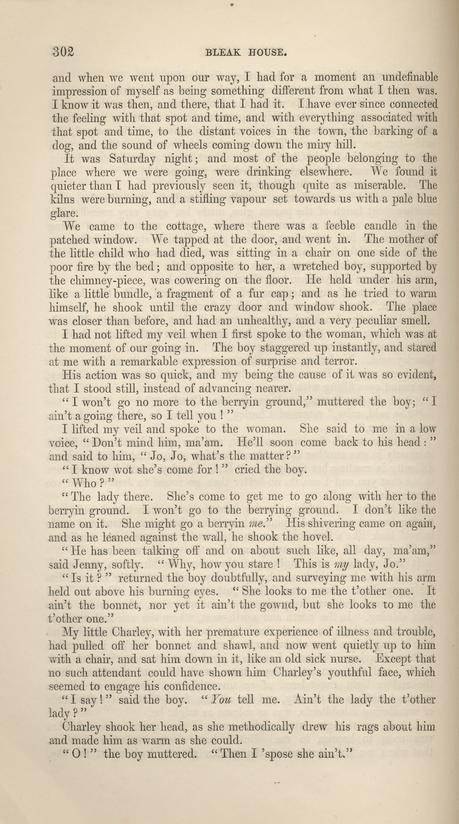 302 BLEAK HOUSE.
and when we went upon our way, I had for a moment an undefinable
impression of myself as being something different from what I then was.
I know it was then, and there, that I had it. I have ever since connected
the feeling with that spot and time, and with everything associated with
that spot and time, to the distant voices in the town, the barking of a
dog, and the sound of wheels coming down the miry hill.
It was Saturday night; and most of the people belonging to the
place where we were going, were drinking elsewhere. We found it
quieter than I had previously seen it, though quite as miserable. The
kilns were burning, and a stifling vapour set towards us with a pale blue
glare.
We came to the cottage, where there was a feeble candle in the
patched window. We tapped at the door, and went in. The mother of
the little child who had died, was sitting in a chair on one side of the
poor fire by the bed; and opposite to her, a wretched boy, supported by
the chimney-piece, was cowering on the floor. He held under his arm,
like a little bundle, a fragment of a fur cap; and as he tried to warm
himself, he shook until the crazy door and window shook. The place
was closer than before, and had an unhealthy, and a very peculiar smell.
I had not lifted my veil when I first spoke to the woman, which was at
the moment of our going in. The boy staggered up instantly, and stared
at me with a remarkable expression of surprise and terror.
His action was so quick, and my being the cause of it was so evident,
that I stood still, instead of advancing nearer.
“I won't go no more to the berryin ground,” muttered the boy; “I
ain't a going there, so I tell you!”
I lifted my veil and spoke to the woman. She said to me in a low
voice, “Don't mind him, ma'am. He'll soon come back to his head:”
and said to him, “Jo, Jo, what's the matter?”
“I know wot she's come for!” cried the boy.
“Who?”
“The lady there. She's come to get me to go along with her to the
berryin ground. I won't go to the berrying ground. I don't like the
name on it. She might go a berryin me.” His shivering came on again,
and as he leaned against the wall, he shook the hovel.
“He has been talking off and on about such like, all day, ma'am,”
said Jenny, softly. “Why, how you stare! This is my lady, Jo.”
“Is it?” returned the boy doubtfully, and surveying me with his arm
held out above his burning eyes. “She looks to me the t'other one. It
ain't the bonnet, nor yet it ain't the gownd, but she looks to me the
t'other one.”
My little Charley, with her premature experience of illness and trouble,
had pulled off her bonnet and shawl, and now went quietly up to him
with a chair, and sat him down in it, like an old sick nurse. Except that
no such attendant could have shown him Charley's youthful face, which
seemed to engage his confidence.
“I say!” said the boy. “You tell me. Ain't the lady the t'other
lady?”
Charley shook her head, as she methodically drew his rags about him
and made him as warm as she could.
“O!” the boy muttered. “Then I 'spose she ain't.”